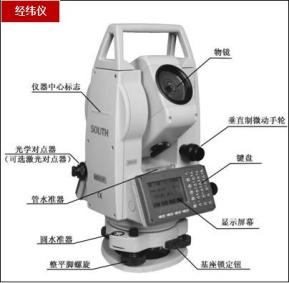 经纬仪
物镜
仪器中心标志
SOUTH
垂直制微动手轮
光学对点器
(可选激光对点器)
键盘
管水准器
显示屏幕
圆水准器
整平脚螺旋
基座锁定钮